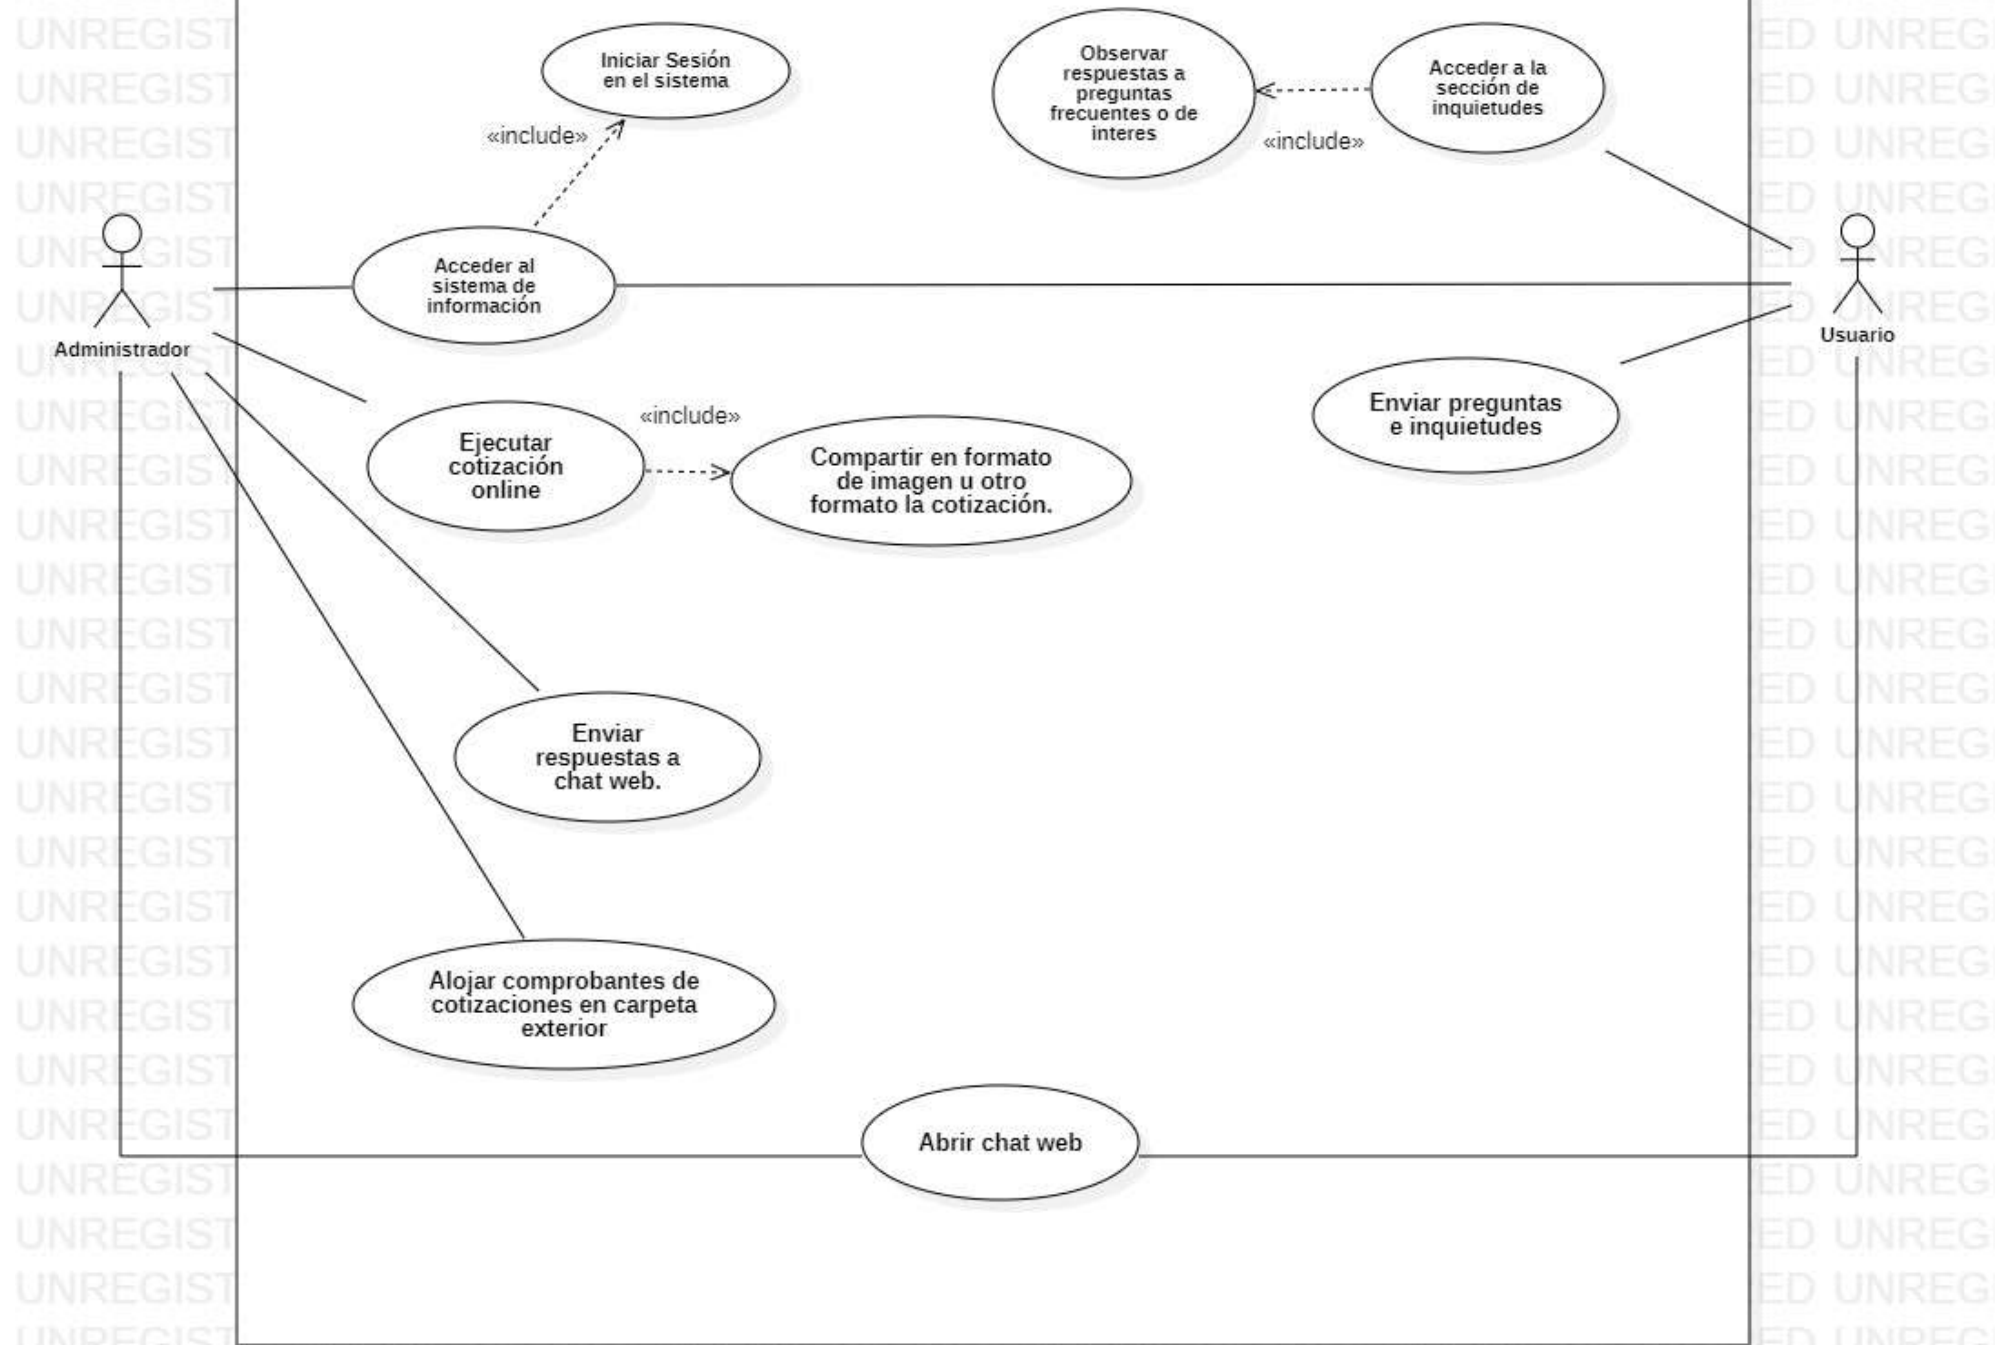 Iniciar Sesión
en el sistema
Observar
respuestas a
preguntas
frecuentes o de
interes
Acceder a la
sección de
inquietudes
«include»
«include»
Acceder al
sistema de
información
Administrador
Usuario
Ejecutar
cotización
online
«include»
Compartir en formato
de imagen u otro
formato la cotización.
Enviar preguntas
e inquietudes
Enviar
respuestas a
chat web.
Alojar comprobantes de
cotizaciones en carpeta
exterior
Abrir chat web